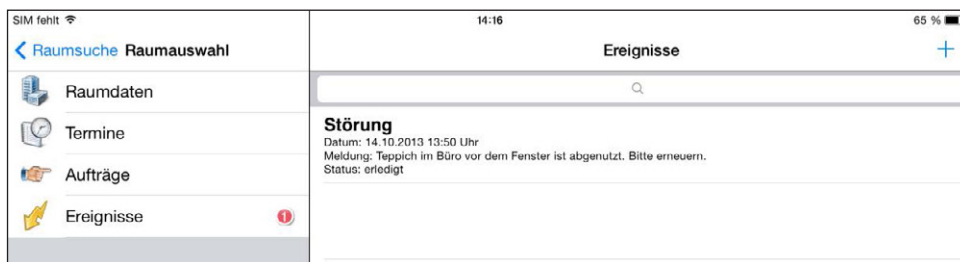 SIM fehlt 14:16 65 %
Raumsuche Raumauswahl
Ereignisse +
Raumdaten
Termine
Aufträge
Ereignisse 1
Störung
Datum: 14.10.2013 13:50 Uhr
Meldung: Teppich im Büro vor dem Fenster ist abgenutzt. Bitte erneuern.
Status: erledigt